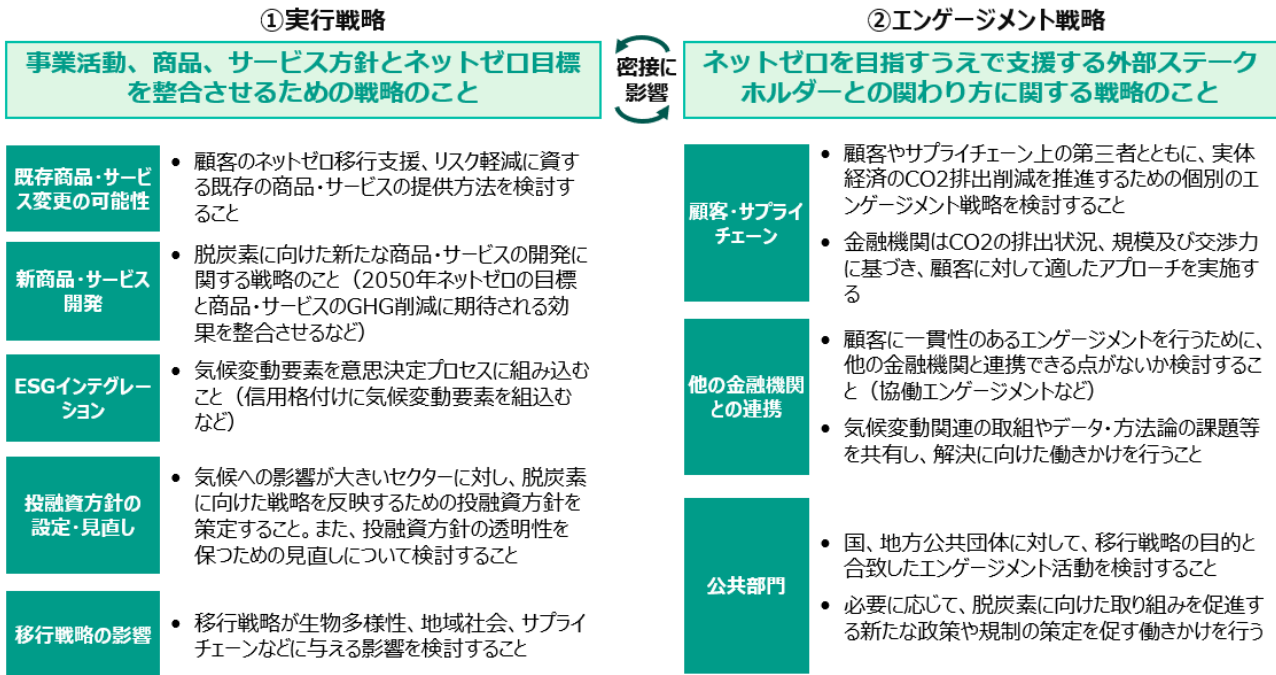 ①実行戦略
事業活動、商品、サービス方針とネットゼロ目標
を整合させるための戦略のこと
既存商品・サービ
ス変更の可能性
• 顧客のネットゼロ移行支援、リスク軽減に資す
る既存の商品・サービスの提供方法を検討す
ること
新商品・サービス
開発
• 脱炭素に向けた新たな商品・サービスの開発に
関する戦略のこと（2050年ネットゼロの目標
と商品・サービスのGHG削減に期待される効
果を整合させるなど）
ESGインテグレー
ション
• 気候変動要素を意思決定プロセスに組み込む
こと（信用格付けに気候変動要素を組込む
など）
投融資方針の
設定・見直し
• 気候への影響が大きいセクターに対し、脱炭素
に向けた戦略を反映するための投融資方針を
策定すること。また、投融資方針の透明性を
保つための見直しについて検討すること
移行戦略の影響
• 移行戦略が生物多様性、地域社会、サプライ
チェーンなどに与える影響を検討すること
密接に
影響
②エンゲージメント戦略
ネットゼロを目指すうえで支援する外部ステーク
ホルダーとの関わり方に関する戦略のこと
顧客・サプライ
チェーン
• 顧客やサプライチェーン上の第三者とともに、実体
経済のCO2排出削減を推進するための個別のエ
ンゲージメント戦略を検討すること
• 金融機関はCO2の排出状況、規模及び交渉力
に基づき、顧客に対して適したアプローチを実施す
る
他の金融機関
との連携
• 顧客に一貫性のあるエンゲージメントを行うために、
他の金融機関と連携できる点がないか検討するこ
と（協働エンゲージメントなど）
• 気候変動関連の取組やデータ・方法論の課題等
を共有し、解決に向けた働きかけを行うこと
公共部門
• 国、地方公共団体に対して、移行戦略の目的と
合致したエンゲージメント活動を検討すること
• 必要に応じて、脱炭素に向けた取り組みを促進す
る新たな政策や規制の策定を促す働きかけを行う